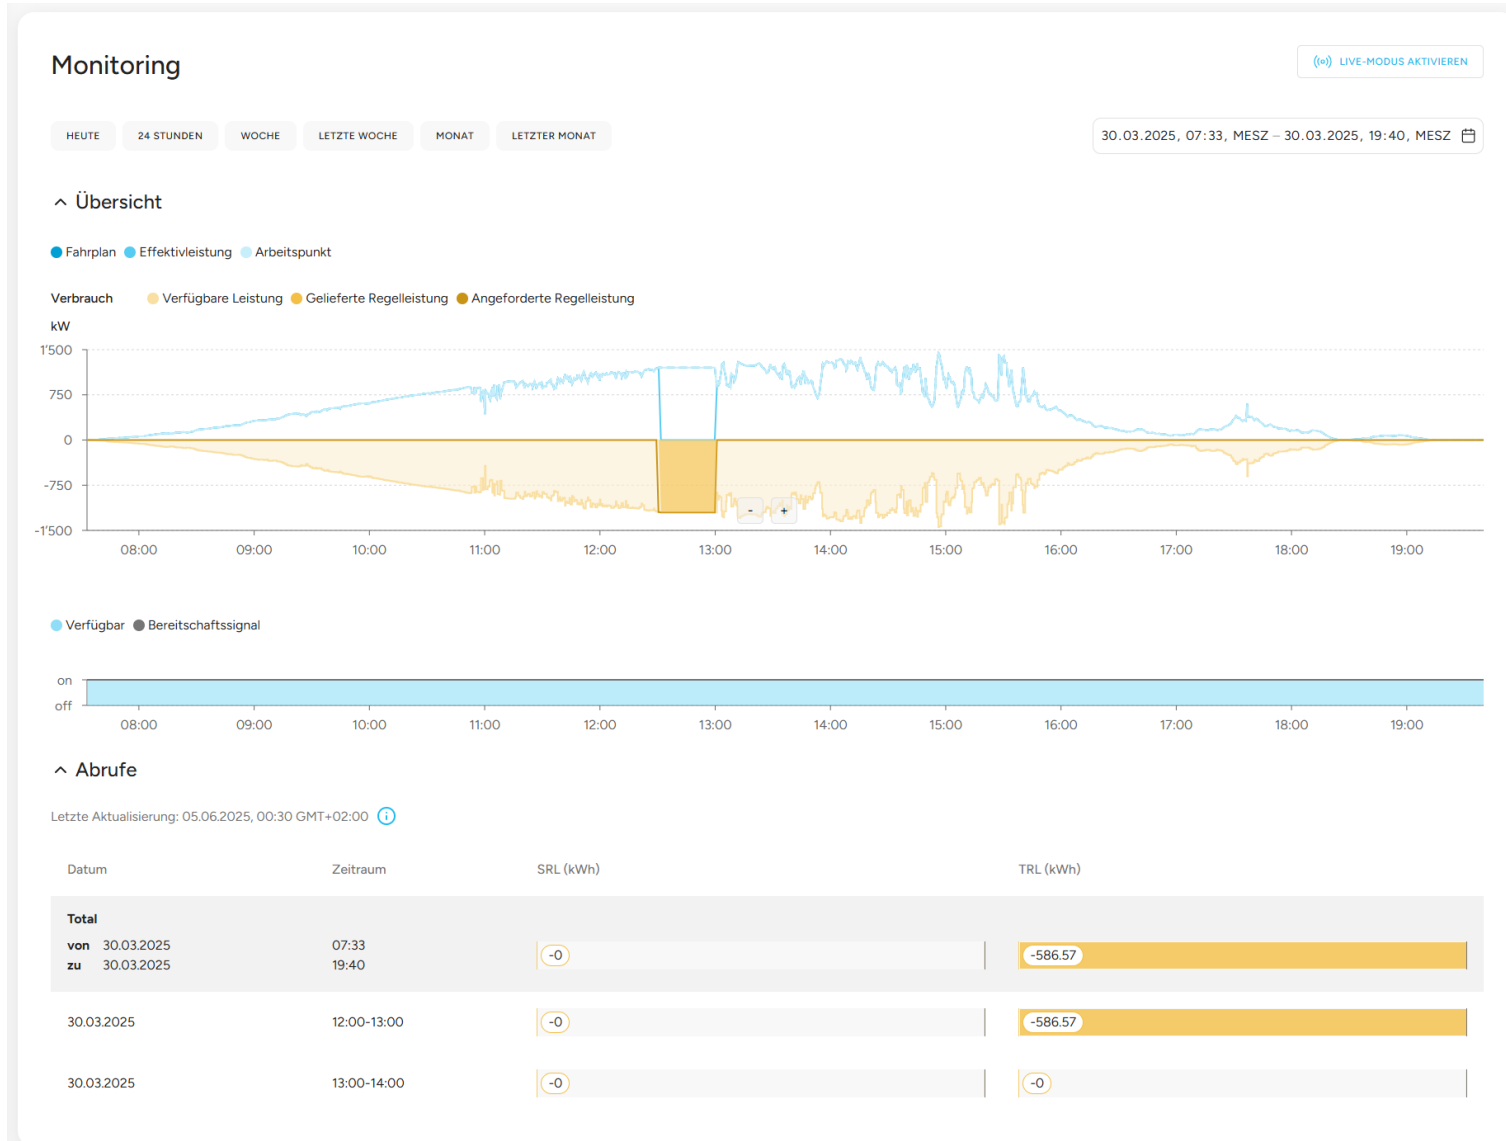 Monitoring
LIVE-MODUS AKTIVIEREN
HEUTE 24 STUNDEN WOCHE LETZTE WOCHE MONAT LETZTER MONAT
30.03.2025, 07:33, MESZ – 30.03.2025, 19:40, MESZ
Übersicht
Fahrplan Effektivleistung Arbeitspunkt
Verbrauch Verfügbare Leistung Gelieferte Regelleistung Angeforderte Regelleistung
kW
1'500
750
0
-750
- +
-1'500
08:00 09:00 10:00 11:00 12:00 13:00 14:00 15:00 16:00 17:00 18:00 19:00
Verfügbar Bereitschaftssignal
on
off
08:00 09:00 10:00 11:00 12:00 13:00 14:00 15:00 16:00 17:00 18:00 19:00
Abrufe
Letzte Aktualisierung: 05.06.2025, 00:30 GMT+02:00
Datum Zeitraum SRL (kWh) TRL (kWh)
Total
von 30.03.2025 07:33
-0 -586.57
zu 30.03.2025 19:40
30.03.2025 12:00-13:00 -0 -586.57
30.03.2025 13:00-14:00 -0 -0